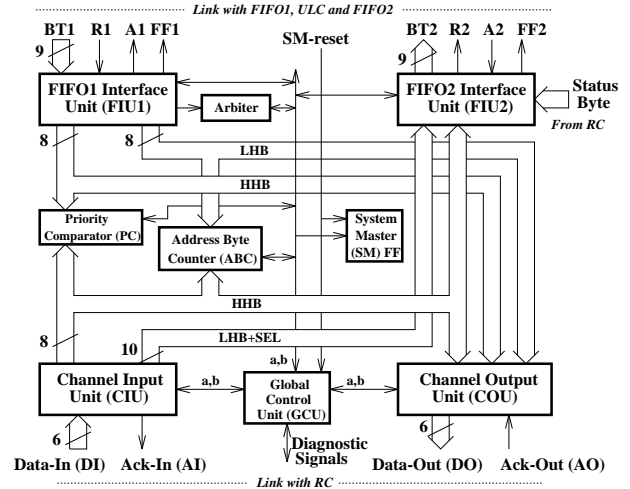 Link with FIFO1, ULC and FIFO2
BT1 R1 A1 FF1 SM-reset BT2 R2 A2 FF2
9 9
FIFO1 Interface
Unit (FIU1)
Arbiter
FIFO2 Interface
Unit (FIU2)
Status
Byte
From RC
8 8
LHB
HHB
Priority
Comparator (PC)
Address Byte
Counter (ABC)
System
Master
(SM) FF
HHB
8 10
LHB+SEL
a,b
Channel Input
Unit (CIU)
a,b
Global
Control
Unit (GCU)
a,b
Channel Output
Unit (COU)
6 6
Diagnostic
Signals
Data-In (DI) Ack-In (AI) Data-Out (DO) Ack-Out (AO)
Link with RC